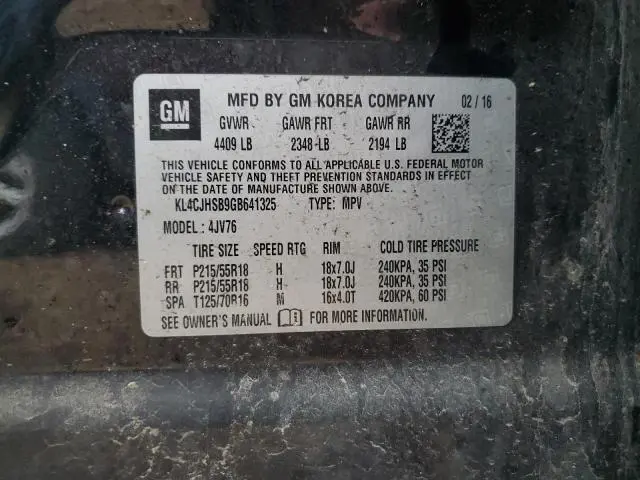 GM
MFD BY GM KOREA COMPANY 02 / 16
GVWR GAWR FRT GAWR RR
4409 LB 2348 LB 2194 LB
THIS VEHICLE CONFORMS TO ALL APPLICABLE U.S. FEDERAL MOTOR
VEHICLE SAFETY AND THEFT PREVENTION STANDARDS IN EFFECT
ON THE DATE OF MANUFACTURE SHOWN ABOVE.
KL4CJHSB9GB641325 TYPE: MPV
MODEL : 4JV76
TIRE SIZE SPEED RTG RIM COLD TIRE PRESSURE
FRT P215/55R18 H 18x7.0J 240KPA, 35 PSI
RR P215/55R18 H 18x7.0J 240KPA, 35 PSI
SPA T125/70R16 M 16x4.0T 420KPA, 60 PSI
SEE OWNER'S MANUAL FOR MORE INFORMATION.